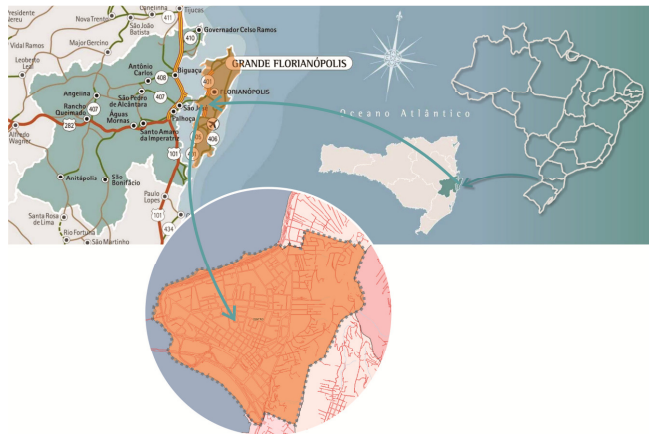 Presidente
Nereu
Nova Trento
Canelinha
Tijucas
411
São João
Batista
Governador Celso Ramos
410
Vidal Ramos
Major Gercino
Leoberto
Leal
Antônio
Carlos
Biguaçu
408
GRANDE FLORIANÓPOLIS
401
FLORIANÓPOLIS
Angelina
407
São Pedro
de Alcântara
407
São José
Rancho
Queimado
282
Águas
Mornas
Palhoça
Santo Amaro
da Imperatriz
405
406
Alfredo
Wagner
101
Anitápolis
São
Bonifácio
Paulo
Lopes
101
434
Santa Rosa
de Lima
Rio Fortuna
São Martinho
Oceano Atlântico